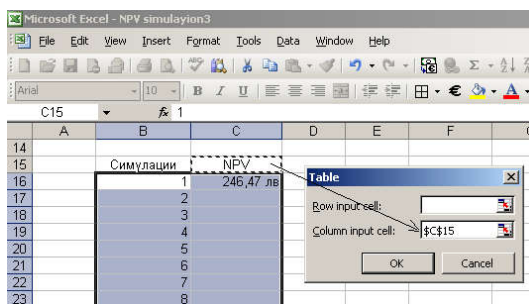 Microsoft Excel - NPV simulayion3
File Edit View Insert Format Tools Data Window Help
Arial 10 B I U € A
C15 fx 1
A B C D E F
14
15 Симулации NPV
16 1 246,47 лв
17 2
18 3
19 4
20 5
21 6
22 7
23 8
Table
Row input cell:
Column input cell: $C$15
OK Cancel